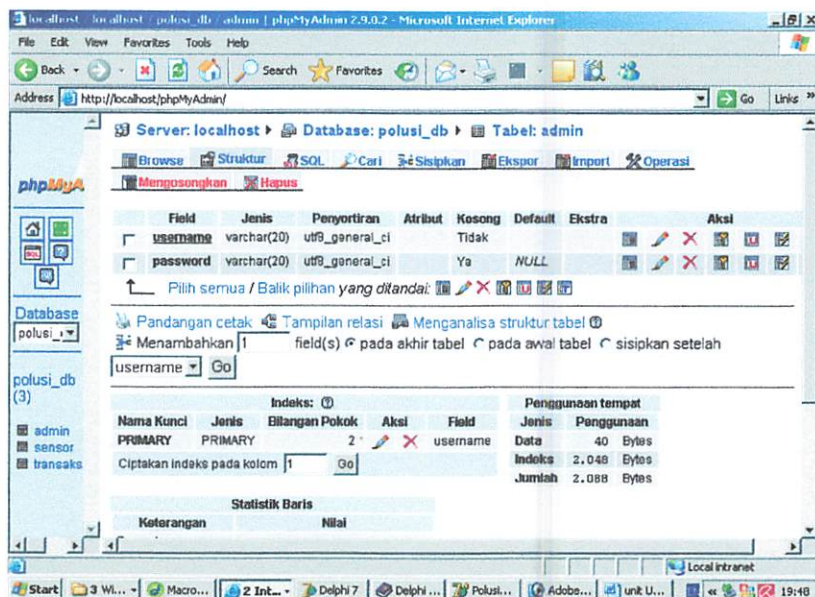 localhost / localhost / polusi_db / admin | phpMyAdmin 2.9.0.2 - Microsoft Internet Explorer
File Edit View Favorites Tools Help
Back Search Favorites
Address http://localhost/phpMyAdmin/ Go Links »
Server: localhost ▸ Database: polusi_db ▸ Tabel: admin
Browse Struktur SQL Cari Sisipkan Ekspor Import Operasi
Mengosongkan Hapus
phpMyA
Field Jenis Penyortiran Atribut Kosong Default Ekstra Aksi
username varchar(20) utf8_general_ci Tidak
password varchar(20) utf8_general_ci Ya NULL
Pilih semua / Balik pilihan yang ditandai:
Pandangan cetak Tampilan relasi Menganalisa struktur tabel
Menambahkan 1 field(s) pada akhir tabel pada awal tabel sisipkan setelah
username Go
Database
polusi_
polusi_db
(3)
admin
sensor
transaks
Indeks:
Nama Kunci Jenis Bilangan Pokok Aksi Field
PRIMARY PRIMARY 2 username
Ciptakan indeks pada kolom 1 Go
Penggunaan tempat
Jenis Penggunaan
Data 40 Bytes
Indeks 2.048 Bytes
Jumlah 2.088 Bytes
Statistik Baris
Keterangan Nilai
Local intranet
Start 3 Wi... Macro... 2 Int... Delphi 7 Delphi ... Polusi... Adobe... unit U... « 19:48